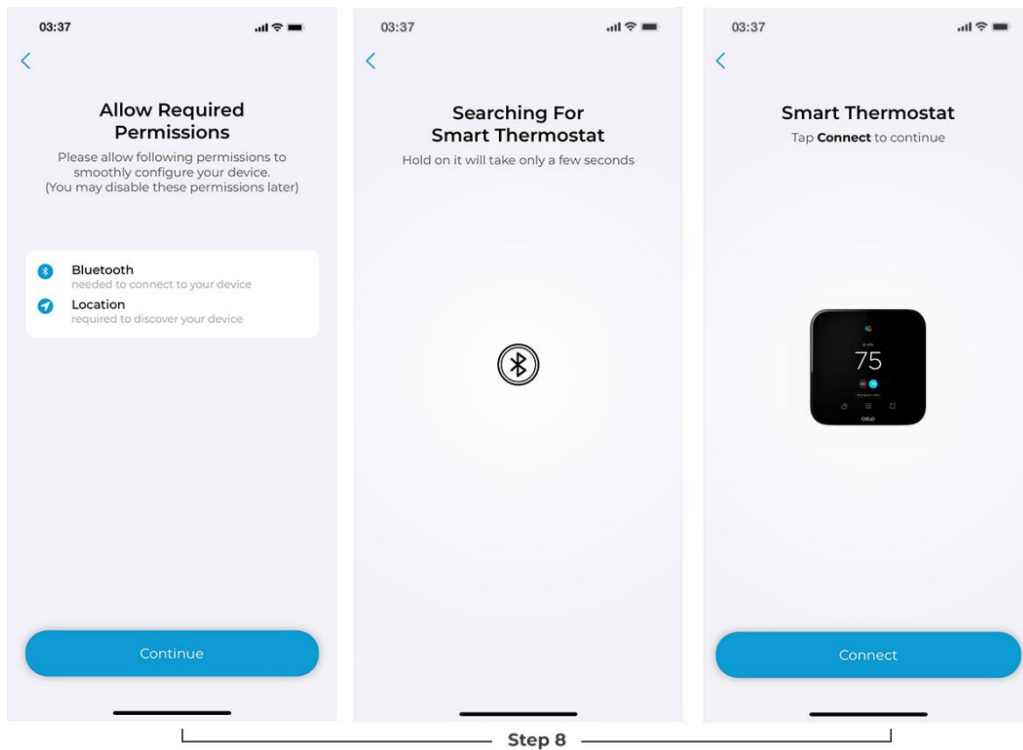 03:37
Allow Required
Permissions
Please allow following permissions to
smoothly configure your device.
(You may disable these permissions later)
Bluetooth
needed to connect to your device
Location
required to discover your device
Continue
03:37
Searching For
Smart Thermostat
Hold on it will take only a few seconds
03:37
Smart Thermostat
Tap Connect to continue
75
cielo
Connect
Step 8